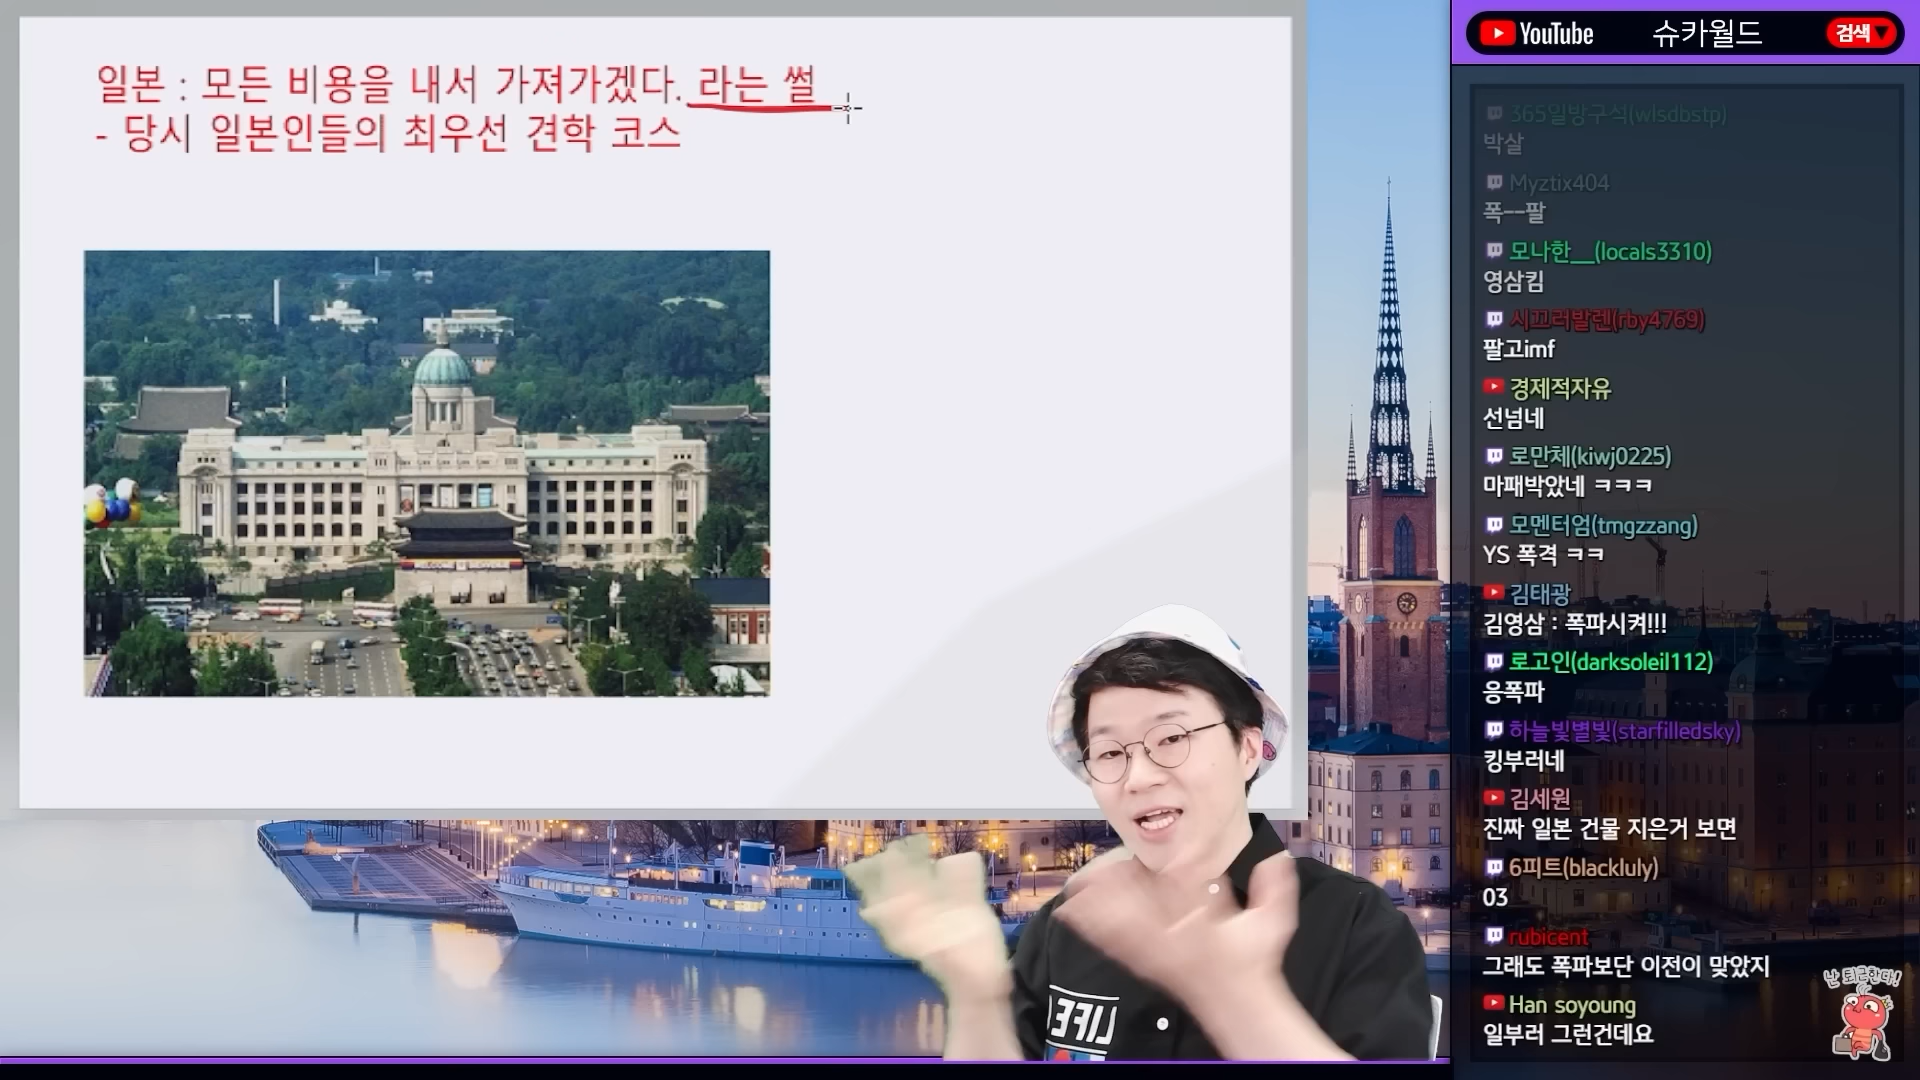 일본 : 모든 비용을 내서 가져가겠다. 라는 썰
- 당시 일본인들의 최우선 견학 코스
LIFE
YouTube 슈카월드 검색
365일방구석(wlsdbstp)
박살
Myztix404
폭--팔
모나한__(locals3310)
영삼킴
시끄러발렌(rby4769)
팔고imf
경제적자유
선넘네
로만체(kiwj0225)
마패박았네 ㅋㅋㅋ
모멘터엄(tmgzzang)
YS 폭격 ㅋㅋ
김태광
김영삼 : 폭파시켜!!!
로고인(darksoleil112)
응폭파
하늘빛별빛(starfilledsky)
킹부러네
김세원
진짜 일본 건물 지은거 보면
6피트(blackluly)
03
rubicent
그래도 폭파보단 이전이 맞았지
Han soyoung
일부러 그런건데요
난 퇴근한다!